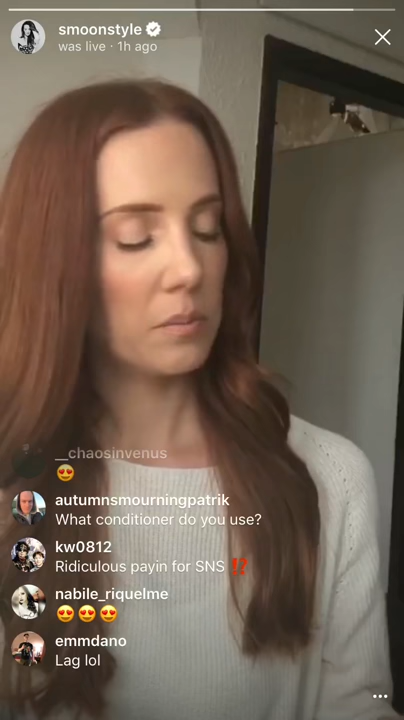 smoonstyle
was live · 1h ago
__chaosinvenus
😍
autumnsmourningpatrik
What conditioner do you use?
kw0812
Ridiculous payin for SNS ⁉️
nabile_riquelme
😍😍😍
emmdano
Lag lol